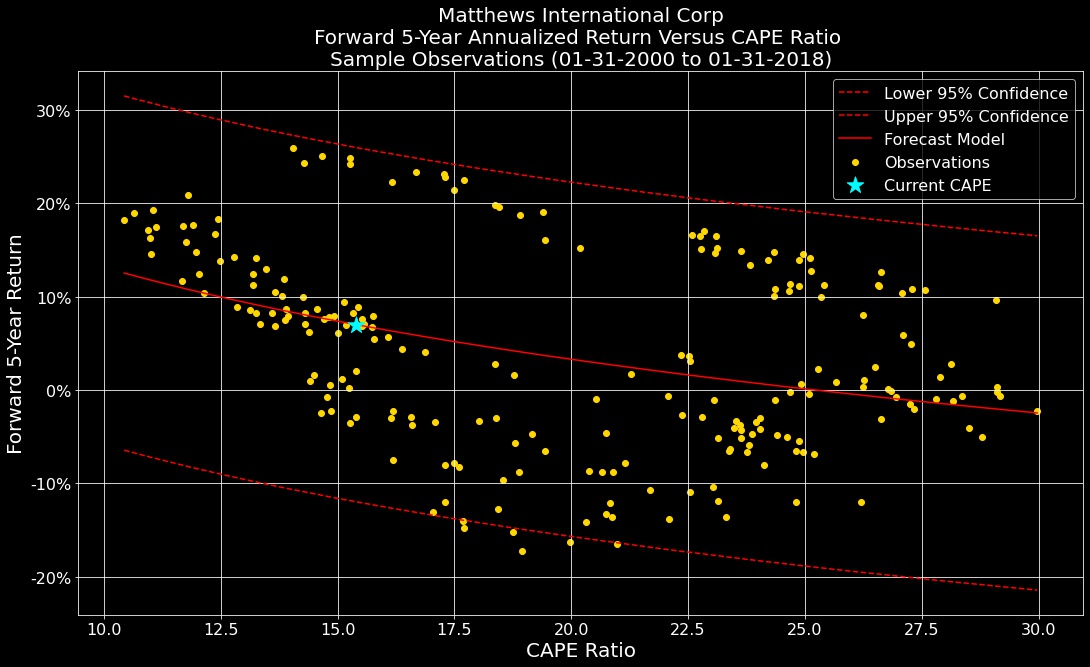 Matthews International Corp
Forward 5-Year Annualized Return Versus CAPE Ratio
Sample Observations (01-31-2000 to 01-31-2018)
Lower 95% Confidence
Upper 95% Confidence
Forecast Model
Observations
Current CAPE
Forward 5-Year Return
30%
20%
10%
0%
-10%
-20%
10.0 12.5 15.0 17.5 20.0 22.5 25.0 27.5 30.0
CAPE Ratio